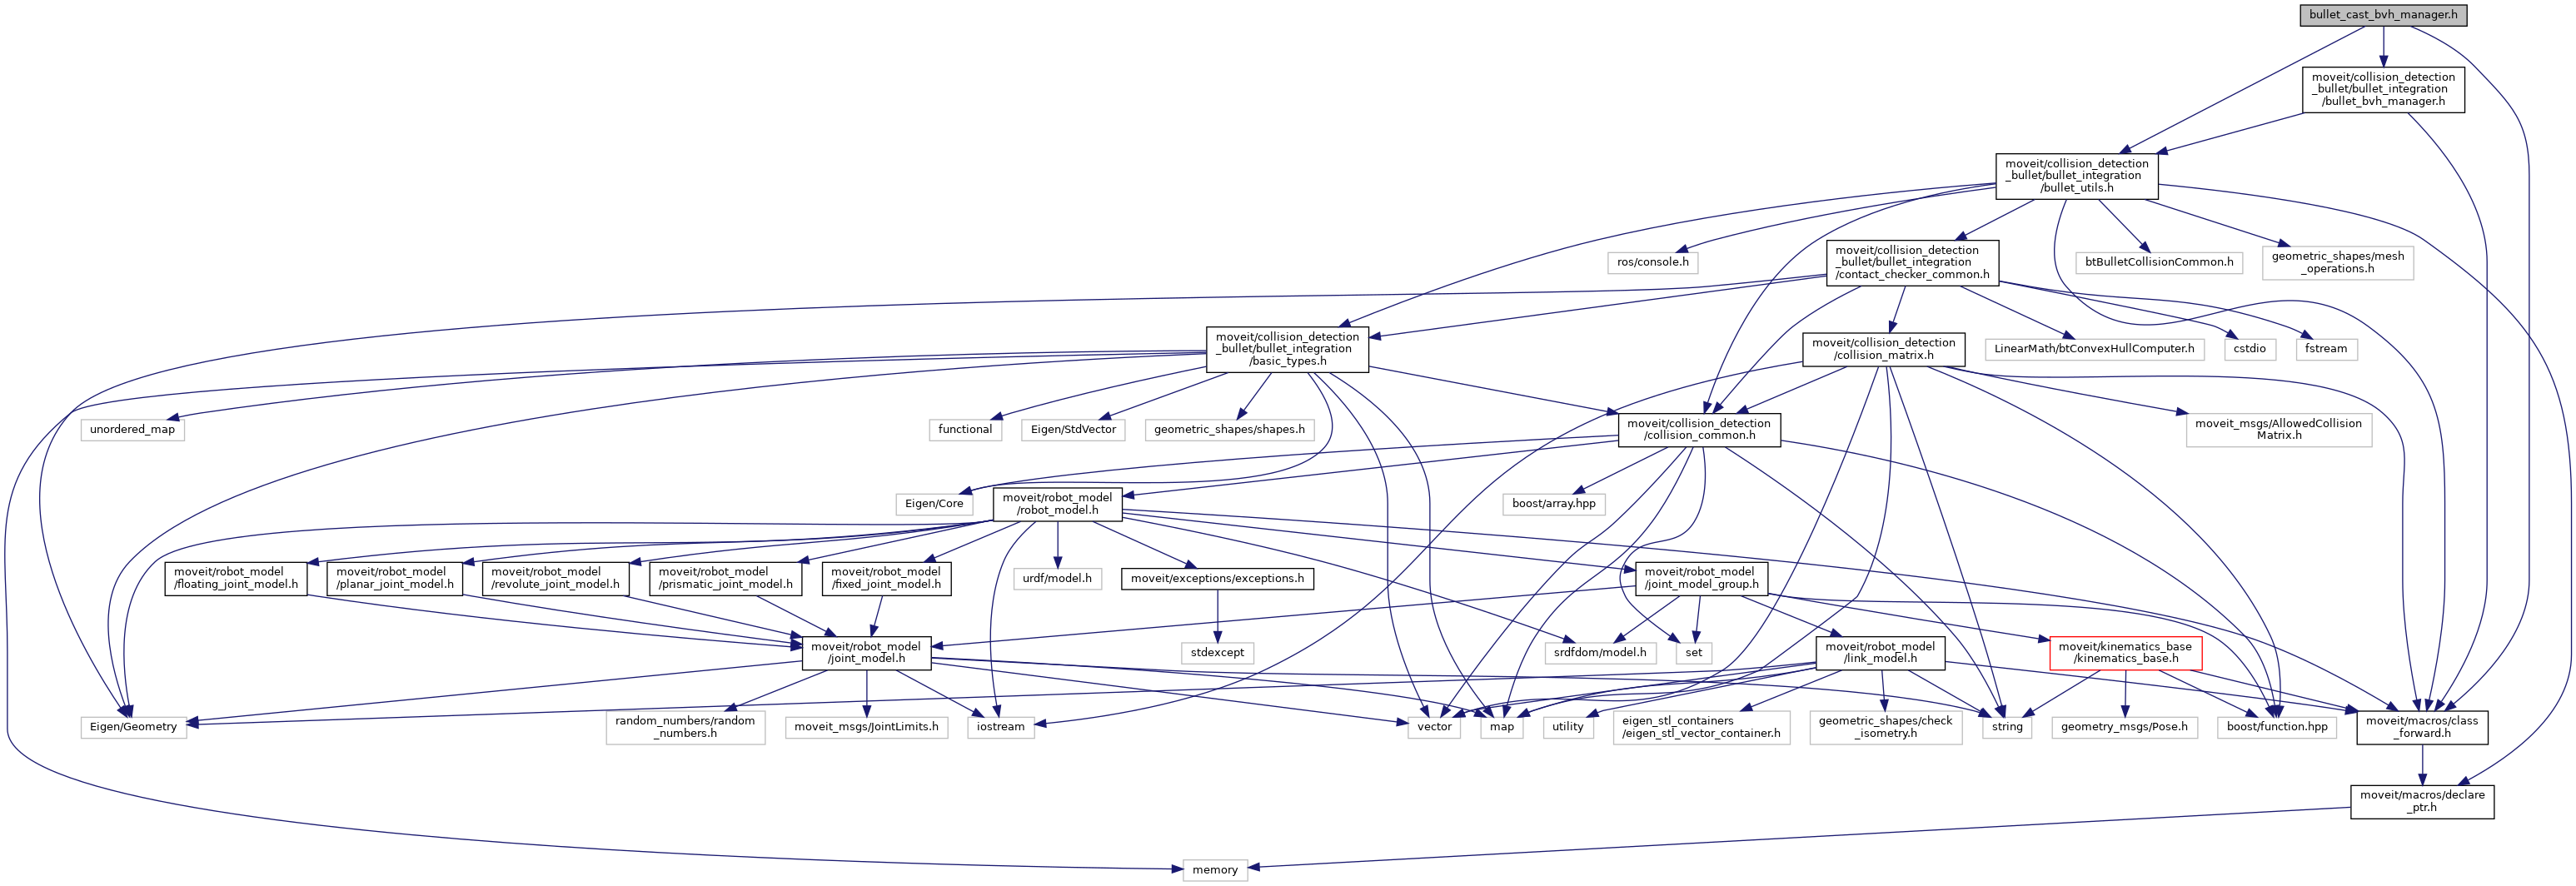 bullet_cast_bvh_manager.h
moveit/collision_detection
_bullet/bullet_integration
/bullet_bvh_manager.h
moveit/collision_detection
_bullet/bullet_integration
/bullet_utils.h
ros/console.h
moveit/collision_detection
_bullet/bullet_integration
/contact_checker_common.h
btBulletCollisionCommon.h
geometric_shapes/mesh
_operations.h
moveit/collision_detection
_bullet/bullet_integration
/basic_types.h
moveit/collision_detection
/collision_matrix.h
LinearMath/btConvexHullComputer.h
cstdio
fstream
unordered_map
functional
Eigen/StdVector
geometric_shapes/shapes.h
moveit/collision_detection
/collision_common.h
moveit_msgs/AllowedCollision
Matrix.h
Eigen/Core
moveit/robot_model
/robot_model.h
boost/array.hpp
moveit/robot_model
/floating_joint_model.h
moveit/robot_model
/planar_joint_model.h
moveit/robot_model
/revolute_joint_model.h
moveit/robot_model
/prismatic_joint_model.h
moveit/robot_model
/fixed_joint_model.h
urdf/model.h
moveit/exceptions/exceptions.h
moveit/robot_model
/joint_model_group.h
moveit/robot_model
/joint_model.h
stdexcept
srdfdom/model.h
set
moveit/robot_model
/link_model.h
moveit/kinematics_base
/kinematics_base.h
Eigen/Geometry
random_numbers/random
_numbers.h
moveit_msgs/JointLimits.h
iostream
vector
map
utility
eigen_stl_containers
/eigen_stl_vector_container.h
geometric_shapes/check
_isometry.h
string
geometry_msgs/Pose.h
boost/function.hpp
moveit/macros/class
_forward.h
moveit/macros/declare
_ptr.h
memory